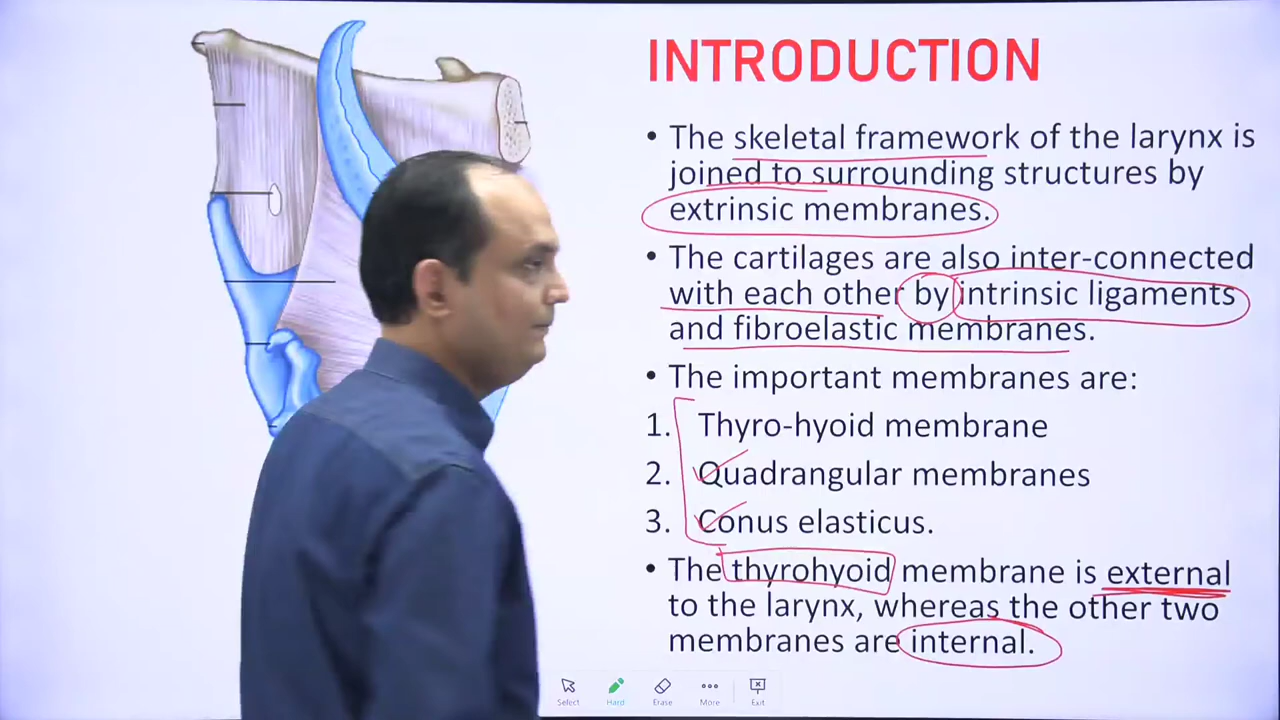 INTRODUCTION
• The skeletal framework of the larynx is
joined to surrounding structures by
extrinsic membranes.
• The cartilages are also inter-connected
with each other by intrinsic ligaments
and fibroelastic membranes.
• The important membranes are:
1. Thyro-hyoid membrane
2. Quadrangular membranes
3. Conus elasticus.
• The thyrohyoid membrane is external
to the larynx, whereas the other two
membranes are internal.
Select Hard Erase More Exit